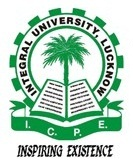 INTEGRAL UNIVERSITY, LUCKNOW
I. C. P. E.
INSPIRING EXISTENCE